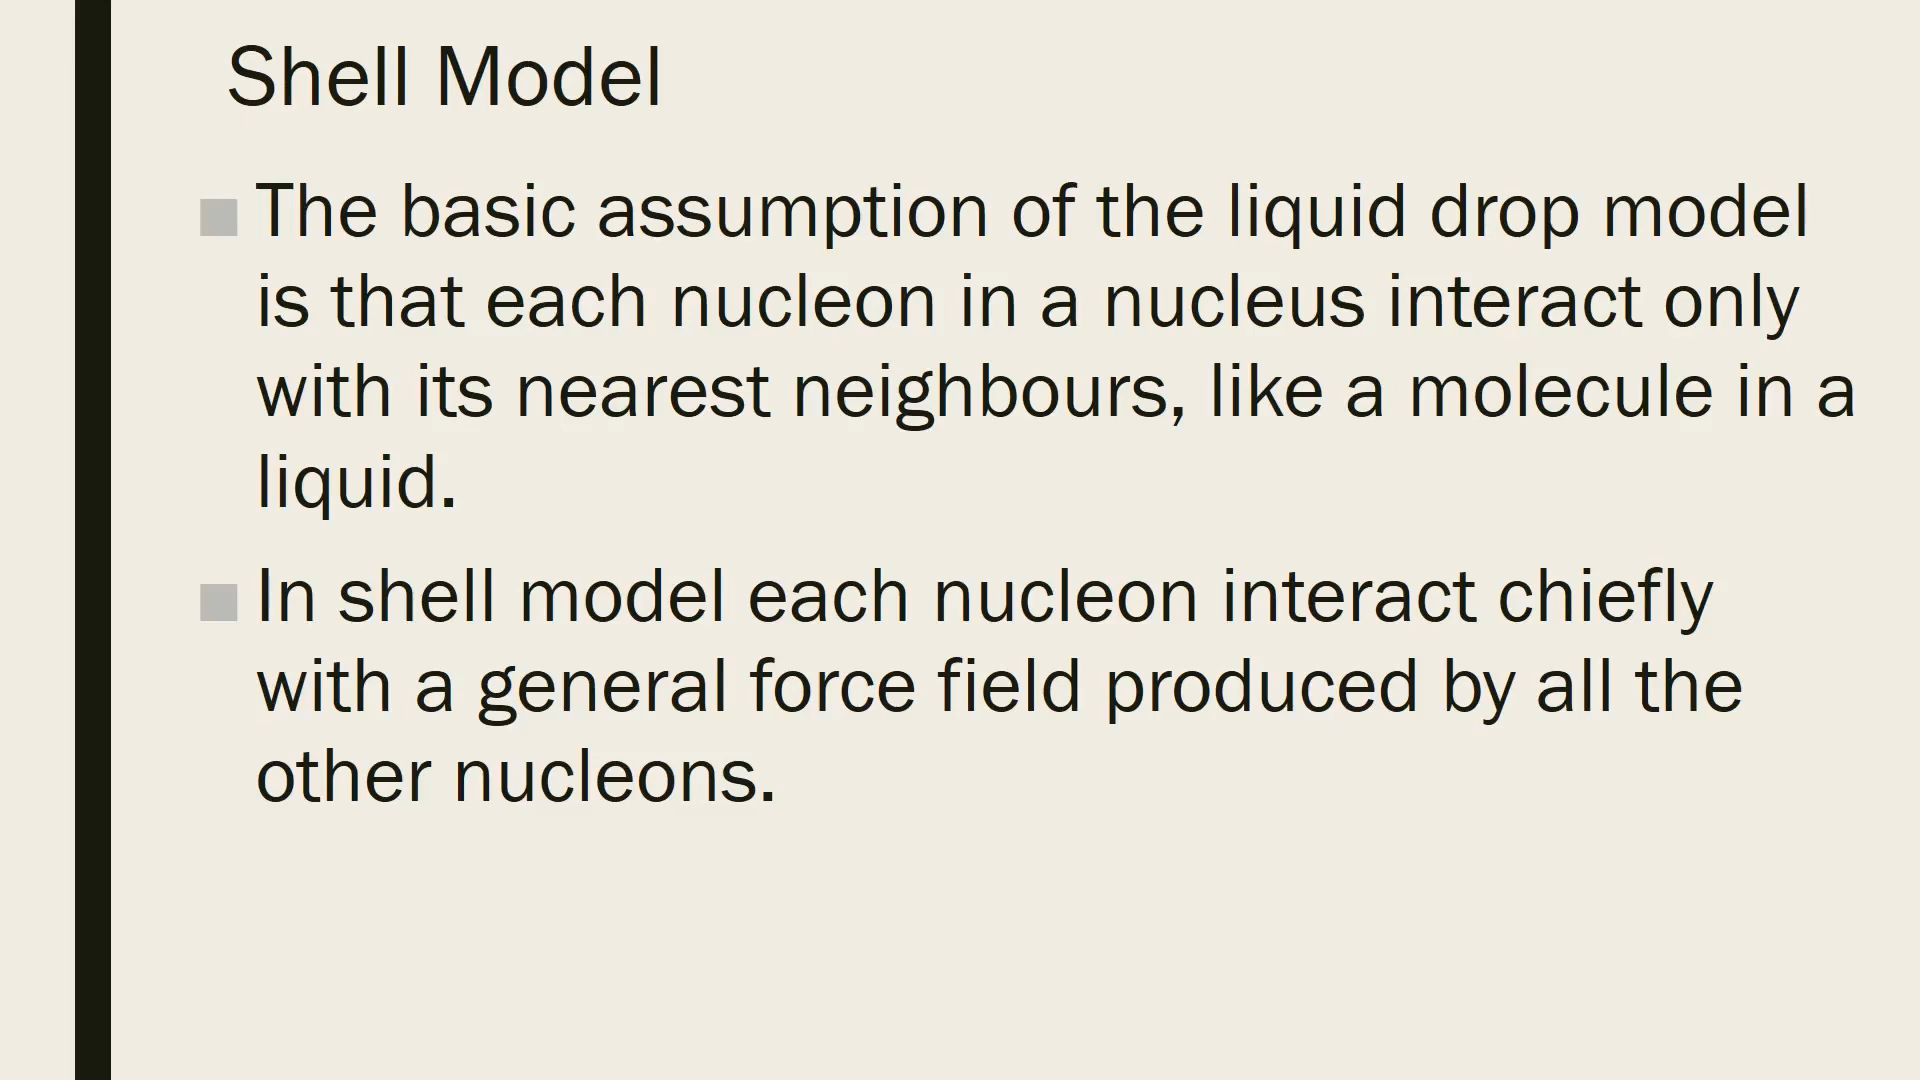 Shell Model
The basic assumption of the liquid drop model
is that each nucleon in a nucleus interact only
with its nearest neighbours, like a molecule in a
liquid.
In shell model each nucleon interact chiefly
with a general force field produced by all the
other nucleons.